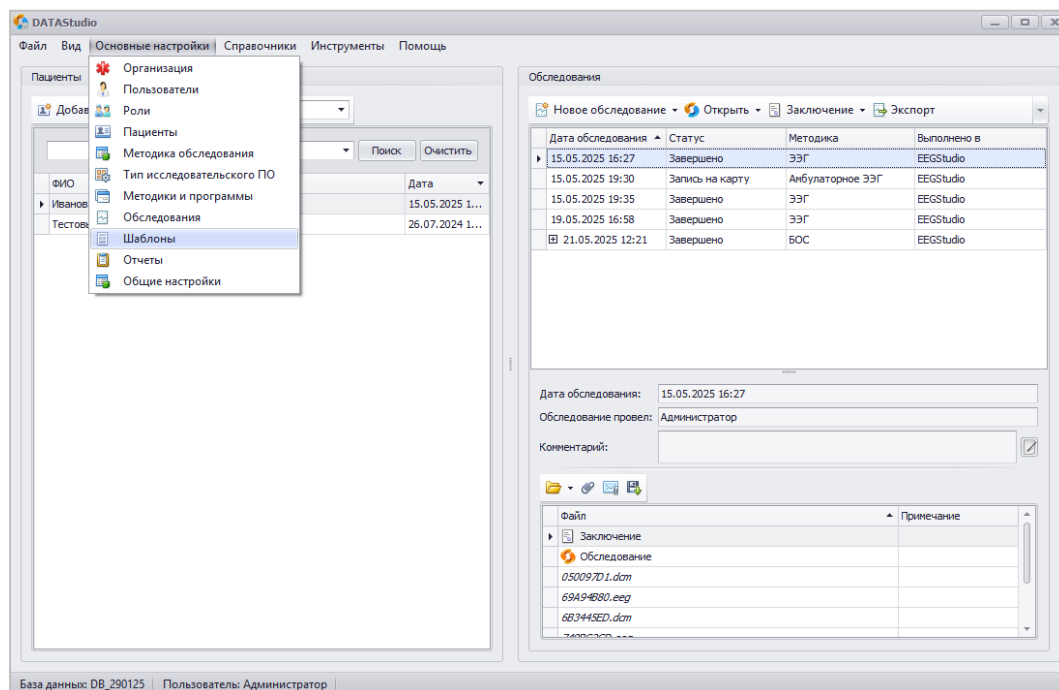 DATAStudio
Файл Вид Основные настройки Справочники Инструменты Помощь
Организация
Пользователи
Роли
Пациенты
Методика обследования
Тип исследовательского ПО
Методики и программы
Обследования
Шаблоны
Отчеты
Общие настройки
Пациенты
Добав
Поиск Очистить
ФИО Дата
Иванов 15.05.2025 1...
Тестовы 26.07.2024 1...
Обследования
Новое обследование Открыть Заключение Экспорт
Дата обследования Статус Методика Выполнено в
15.05.2025 16:27 Завершено ЭЭГ EEGStudio
15.05.2025 19:30 Запись на карту Амбулаторное ЭЭГ EEGStudio
15.05.2025 19:35 Завершено ЭЭГ EEGStudio
19.05.2025 16:58 Завершено ЭЭГ EEGStudio
21.05.2025 12:21 Завершено БОС EEGStudio
Дата обследования: 15.05.2025 16:27
Обследование провел: Администратор
Комментарий:
Файл Примечание
Заключение
Обследование
050097D1.dcm
69A94B80.eeg
6B3445ED.dcm
База данных: DB_290125 Пользователь: Администратор